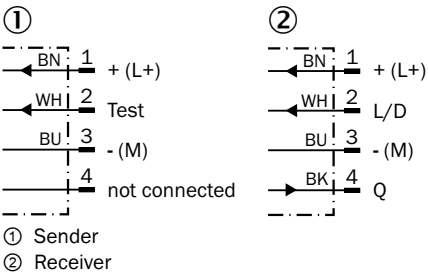 ① ②
BN 1 + (L+) BN 1 + (L+)
WH 2 Test WH 2 L/D
BU 3 - (M) BU 3 - (M)
4 not connected BK 4 Q
① Sender
② Receiver